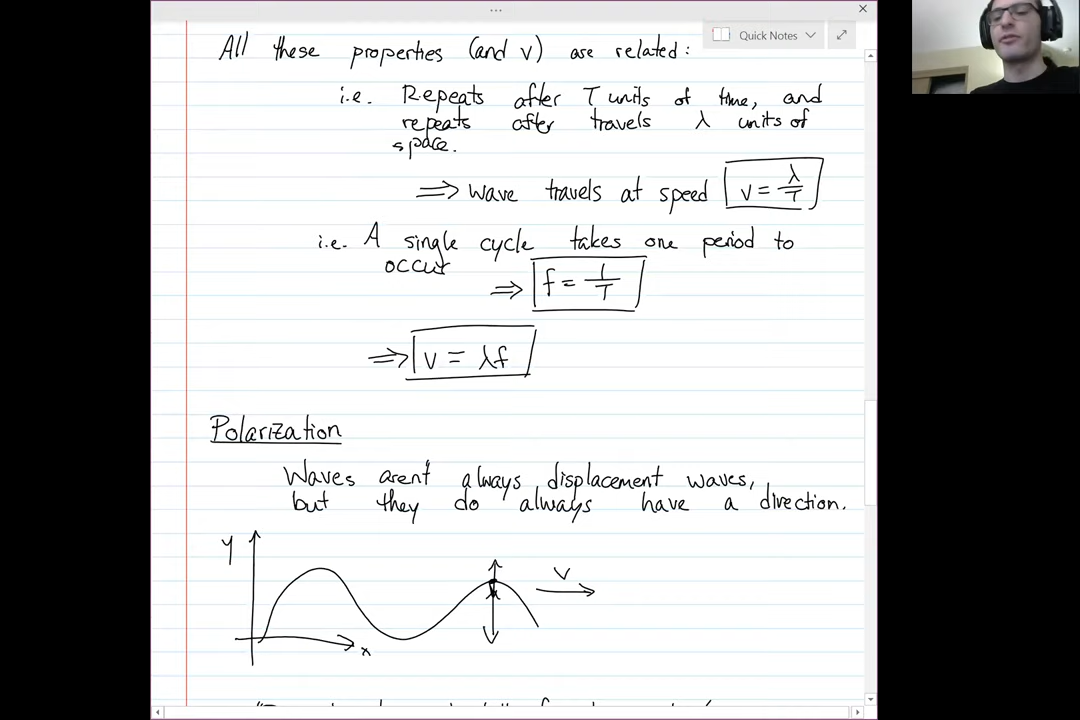 Quick Notes
All these properties (and v) are related:
i.e. Repeats after T units of time, and
repeats after travels λ units of
space.
⇒ wave travels at speed v = λ/T
i.e. A single cycle takes one period to
occur
⇒ f = 1/T
⇒ v = λf
Polarization
Waves aren't always displacement waves,
but they do always have a direction.
y
v
x